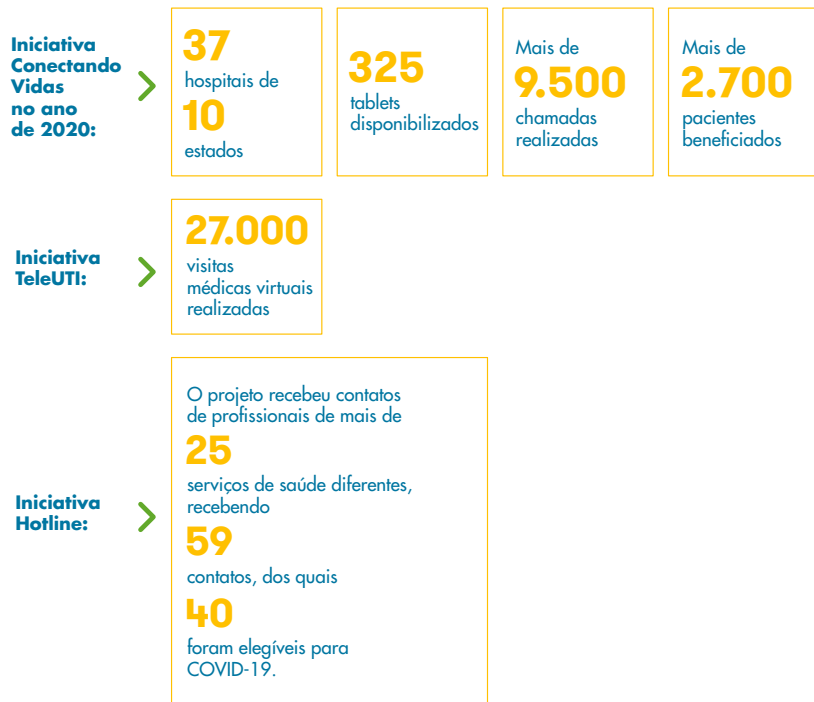 Iniciativa
Conectando
Vidas
no ano
de 2020:
37
hospitais de
10
estados
325
tablets
disponibilizados
Mais de
9.500
chamadas
realizadas
Mais de
2.700
pacientes
beneficiados
Iniciativa
TeleUTI:
27.000
visitas
médicas virtuais
realizadas
Iniciativa
Hotline:
O projeto recebeu contatos
de profissionais de mais de
25
serviços de saúde diferentes,
recebendo
59
contatos, dos quais
40
foram elegíveis para
COVID-19.